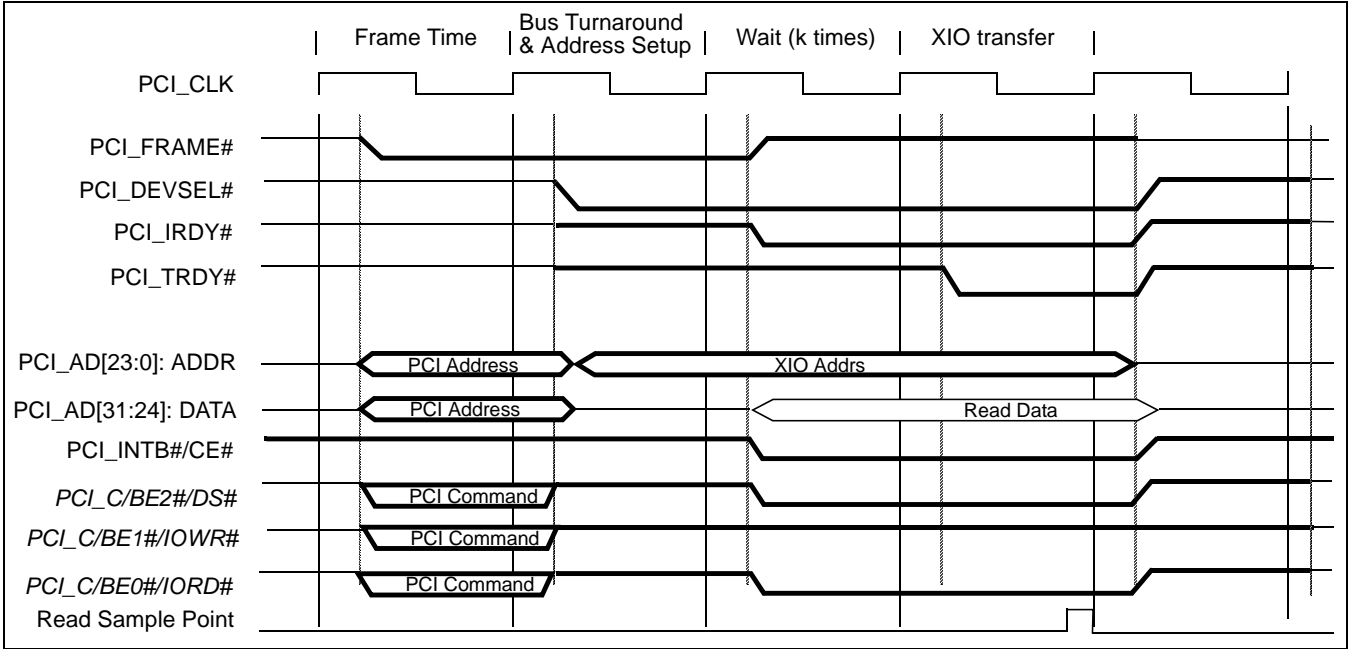 Frame Time
Bus Turnaround
& Address Setup
Wait (k times)
XIO transfer
PCI_CLK
PCI_FRAME#
PCI_DEVSEL#
PCI_IRDY#
PCI_TRDY#
PCI_AD[23:0]: ADDR
PCI Address
XIO Addrs
PCI_AD[31:24]: DATA
PCI Address
Read Data
PCI_INTB#/CE#
PCI_C/BE2#/DS#
PCI Command
PCI_C/BE1#/IOWR#
PCI Command
PCI_C/BE0#/IORD#
PCI Command
Read Sample Point